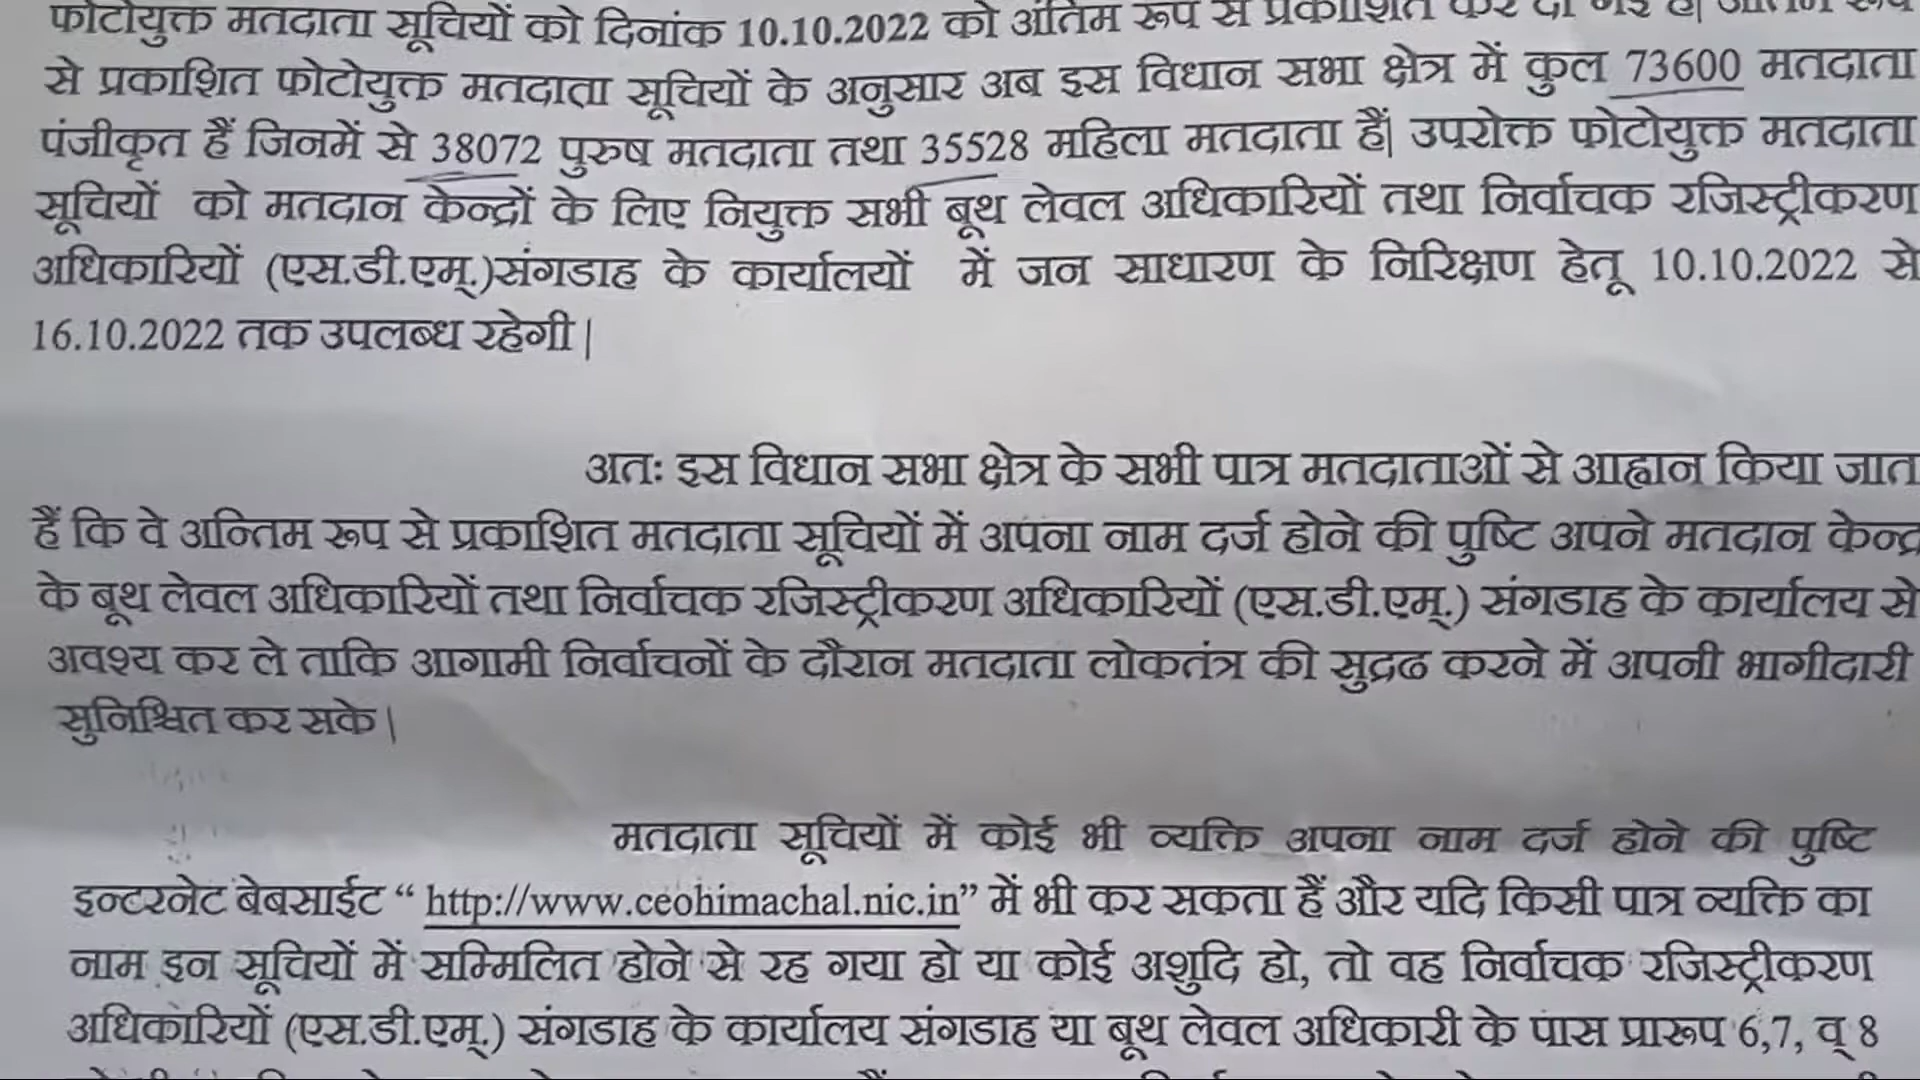 फोटोयुक्त मतदाता सूचियों को दिनांक 10.10.2022 को अंतिम रूप से प्रकाशित कर दी गई है| अंतिम रूप
से प्रकाशित फोटोयुक्त मतदाता सूचियों के अनुसार अब इस विधान सभा क्षेत्र में कुल 73600 मतदाता
पंजीकृत हैं जिनमें से 38072 पुरुष मतदाता तथा 35528 महिला मतदाता हैं| उपरोक्त फोटोयुक्त मतदाता
सूचियों को मतदान केन्द्रों के लिए नियुक्त सभी बूथ लेवल अधिकारियों तथा निर्वाचक रजिस्ट्रीकरण
अधिकारियों (एस.डी.एम्.)संगडाह के कार्यालयों में जन साधारण के निरिक्षण हेतू 10.10.2022 से
16.10.2022 तक उपलब्ध रहेगी|
अतः इस विधान सभा क्षेत्र के सभी पात्र मतदाताओं से आह्वान किया जात
हैं कि वे अन्तिम रूप से प्रकाशित मतदाता सूचियों में अपना नाम दर्ज होने की पुष्टि अपने मतदान केन्द्र
के बूथ लेवल अधिकारियों तथा निर्वाचक रजिस्ट्रीकरण अधिकारियों (एस.डी.एम्.) संगडाह के कार्यालय से
अवश्य कर ले ताकि आगामी निर्वाचनों के दौरान मतदाता लोकतंत्र की सुद्रढ करने में अपनी भागीदारी
सुनिश्चित कर सके|
मतदाता सूचियों में कोई भी व्यक्ति अपना नाम दर्ज होने की पुष्टि
इन्टरनेट बेबसाईट “ http://www.ceohimachal.nic.in” में भी कर सकता हैं और यदि किसी पात्र व्यक्ति का
नाम इन सूचियों में सम्मिलित होने से रह गया हो या कोई अशुदि हो, तो वह निर्वाचक रजिस्ट्रीकरण
अधिकारियों (एस.डी.एम्.) संगडाह के कार्यालय संगडाह या बूथ लेवल अधिकारी के पास प्रारूप 6,7, व् 8